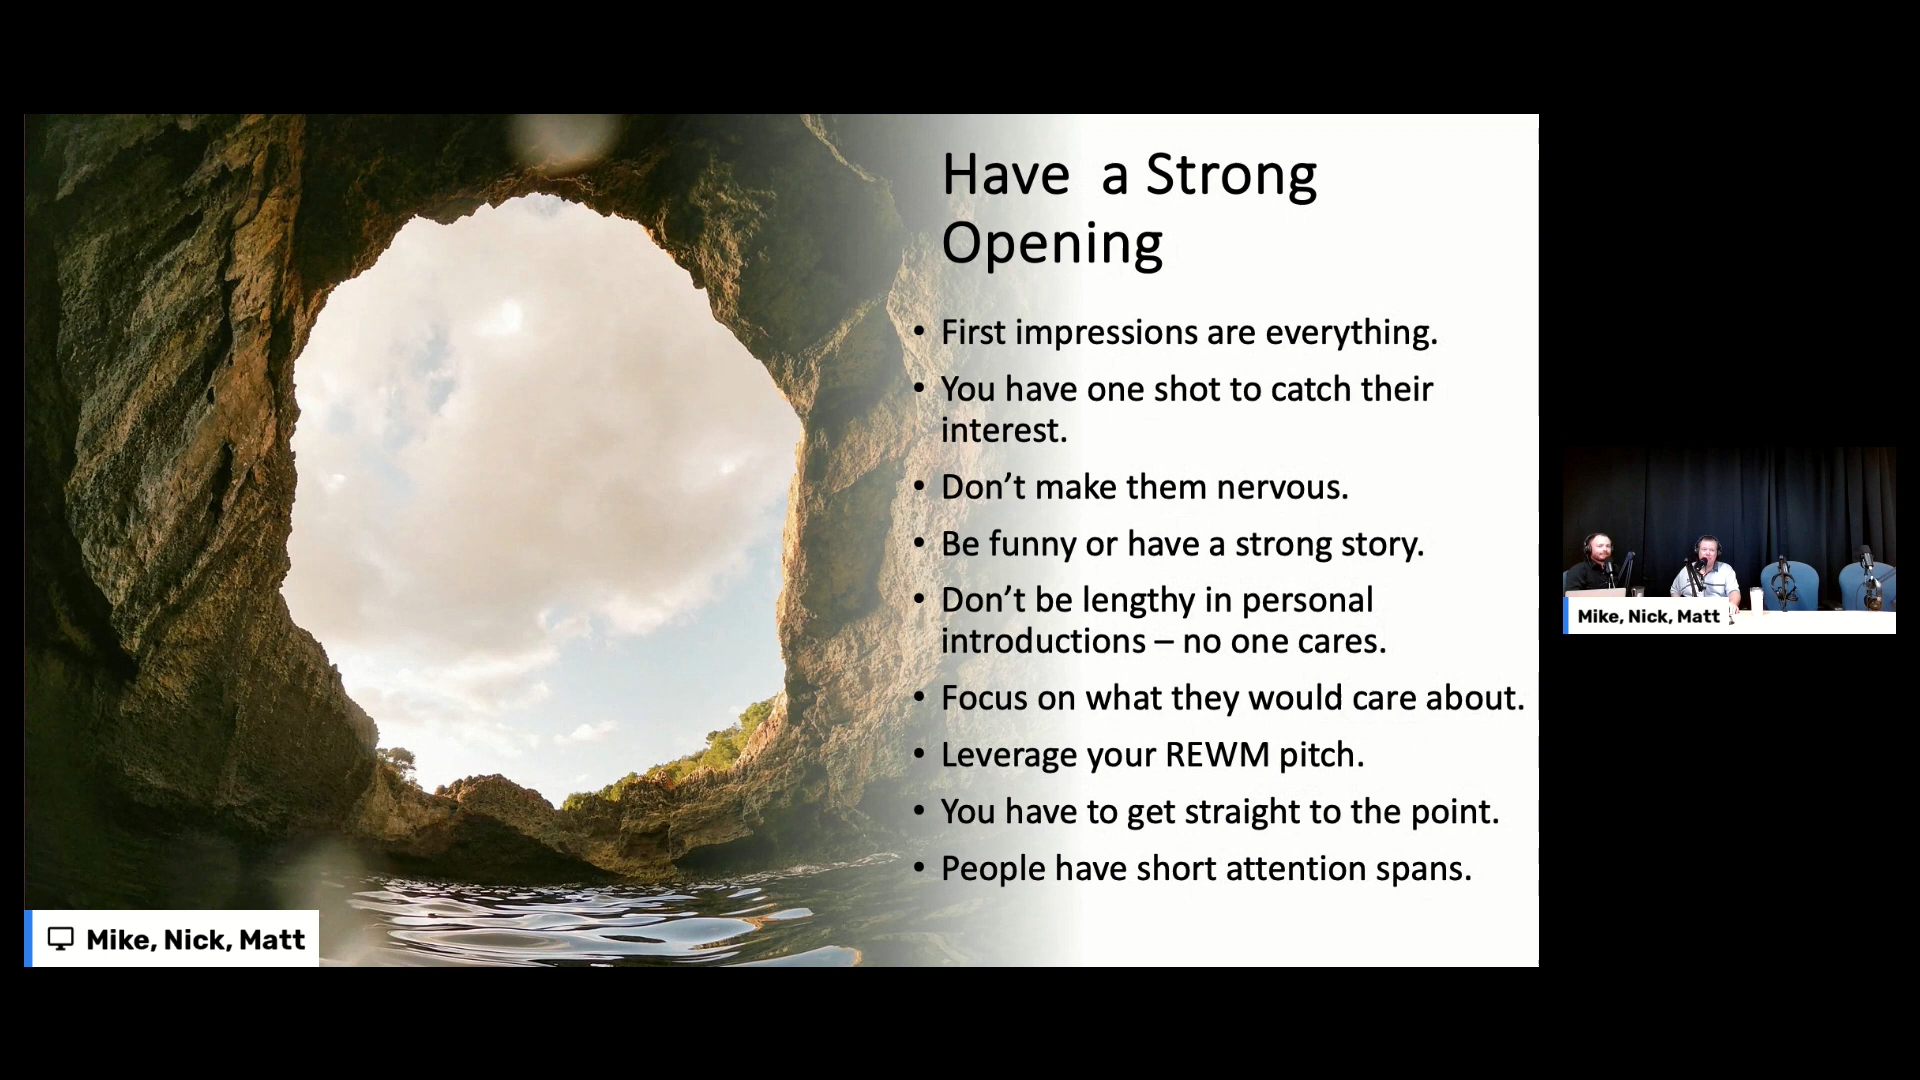 Have  a Strong
Opening
• First impressions are everything.
• You have one shot to catch their
interest.
• Don’t make them nervous.
• Be funny or have a strong story.
• Don’t be lengthy in personal
introductions – no one cares.
• Focus on what they would care about.
• Leverage your REWM pitch.
• You have to get straight to the point.
• People have short attention spans.
Mike, Nick, Matt
Mike, Nick, Matt